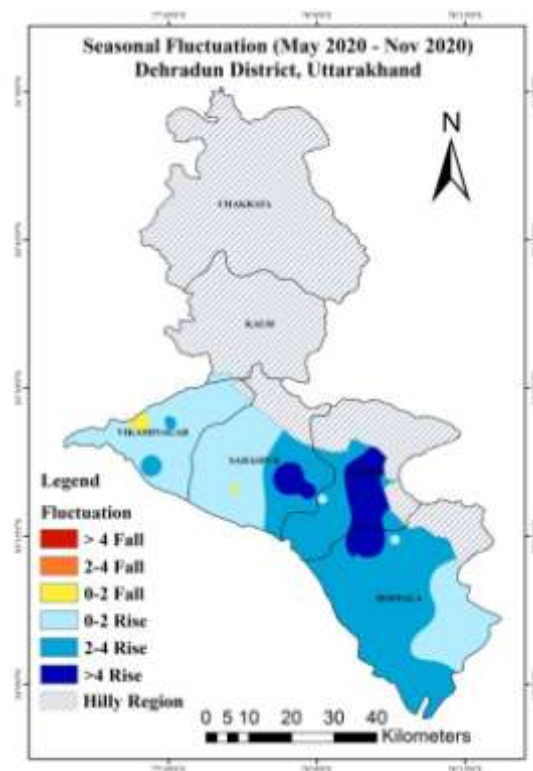 Seasonal Fluctuation (May 2020 - Nov 2020)
Dehradun District, Uttarakhand
N
CHAKRATA
KALSI
VIKASHNAGAR
SAHASPUR
DOIWALA
Legend
Fluctuation
> 4 Fall
2-4 Fall
0-2 Fall
0-2 Rise
2-4 Rise
>4 Rise
Hilly Region
0 5 10 20 30 40
Kilometers